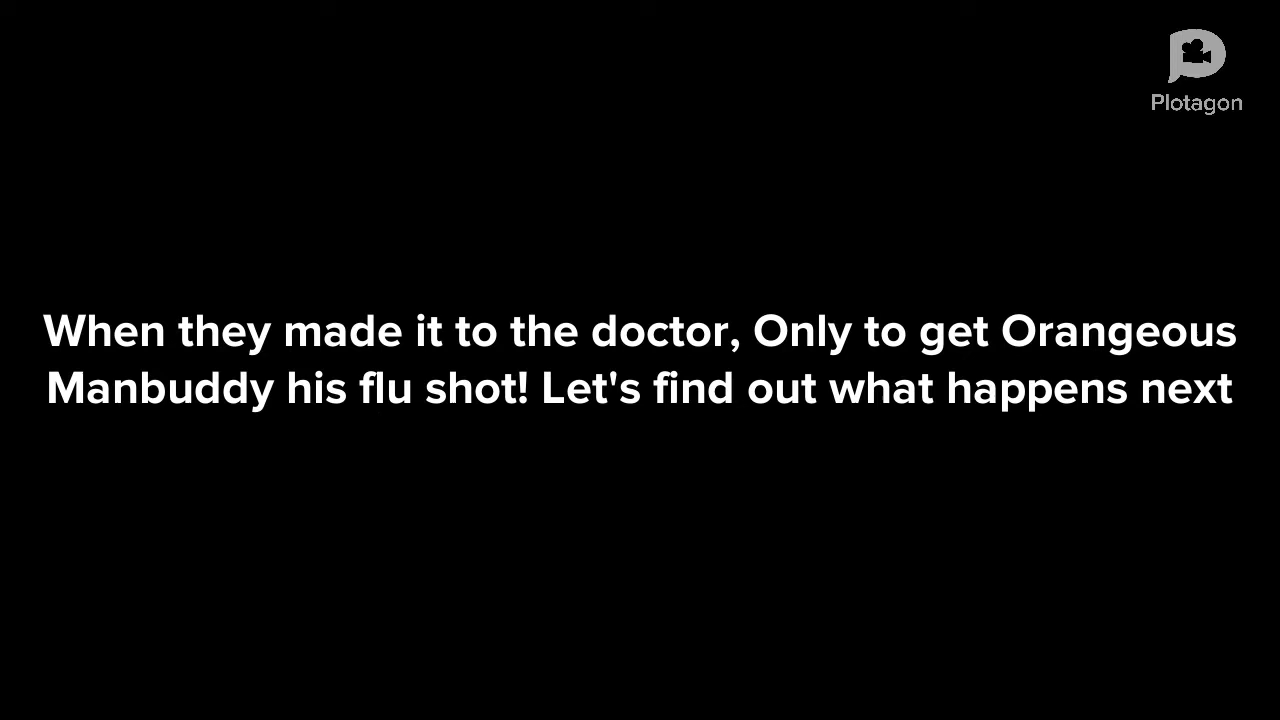 Plotagon
When they made it to the doctor, Only to get Orangeous
Manbuddy his flu shot! Let's find out what happens next